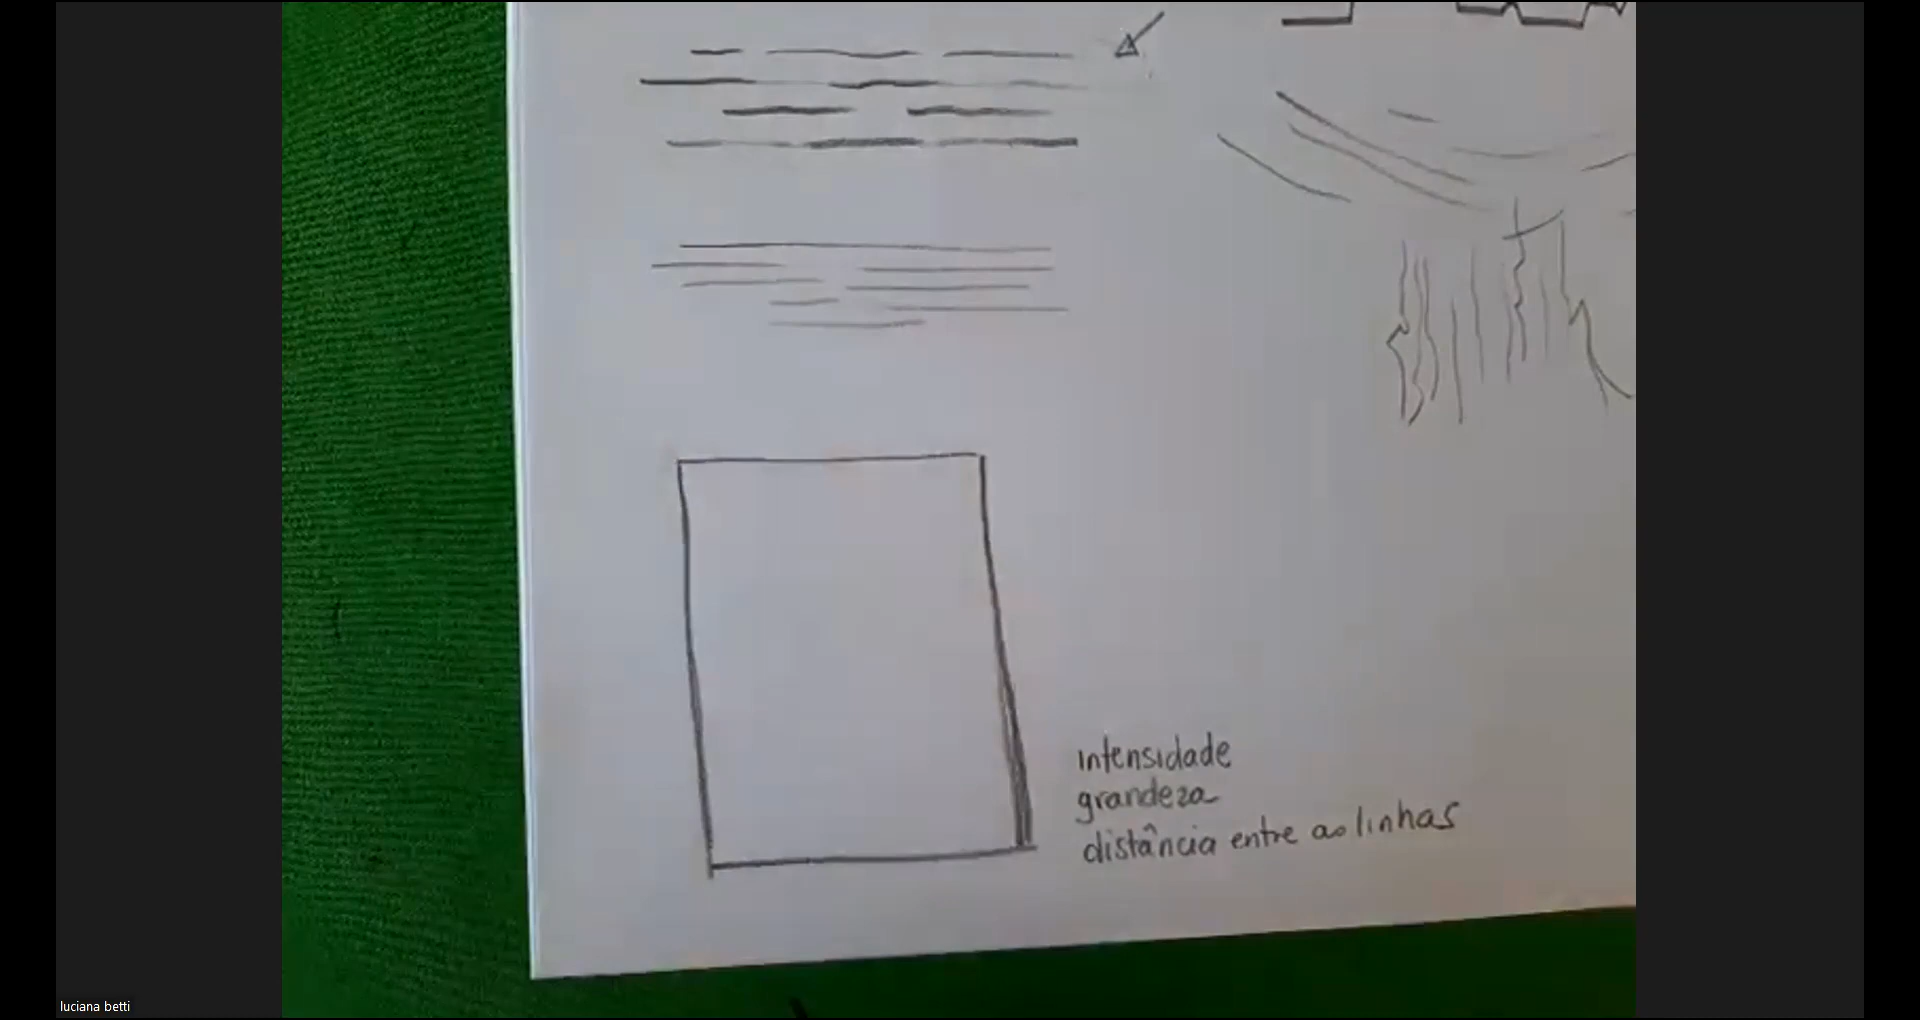 intensidade
grandeza
distância entre as linhas
luciana betti